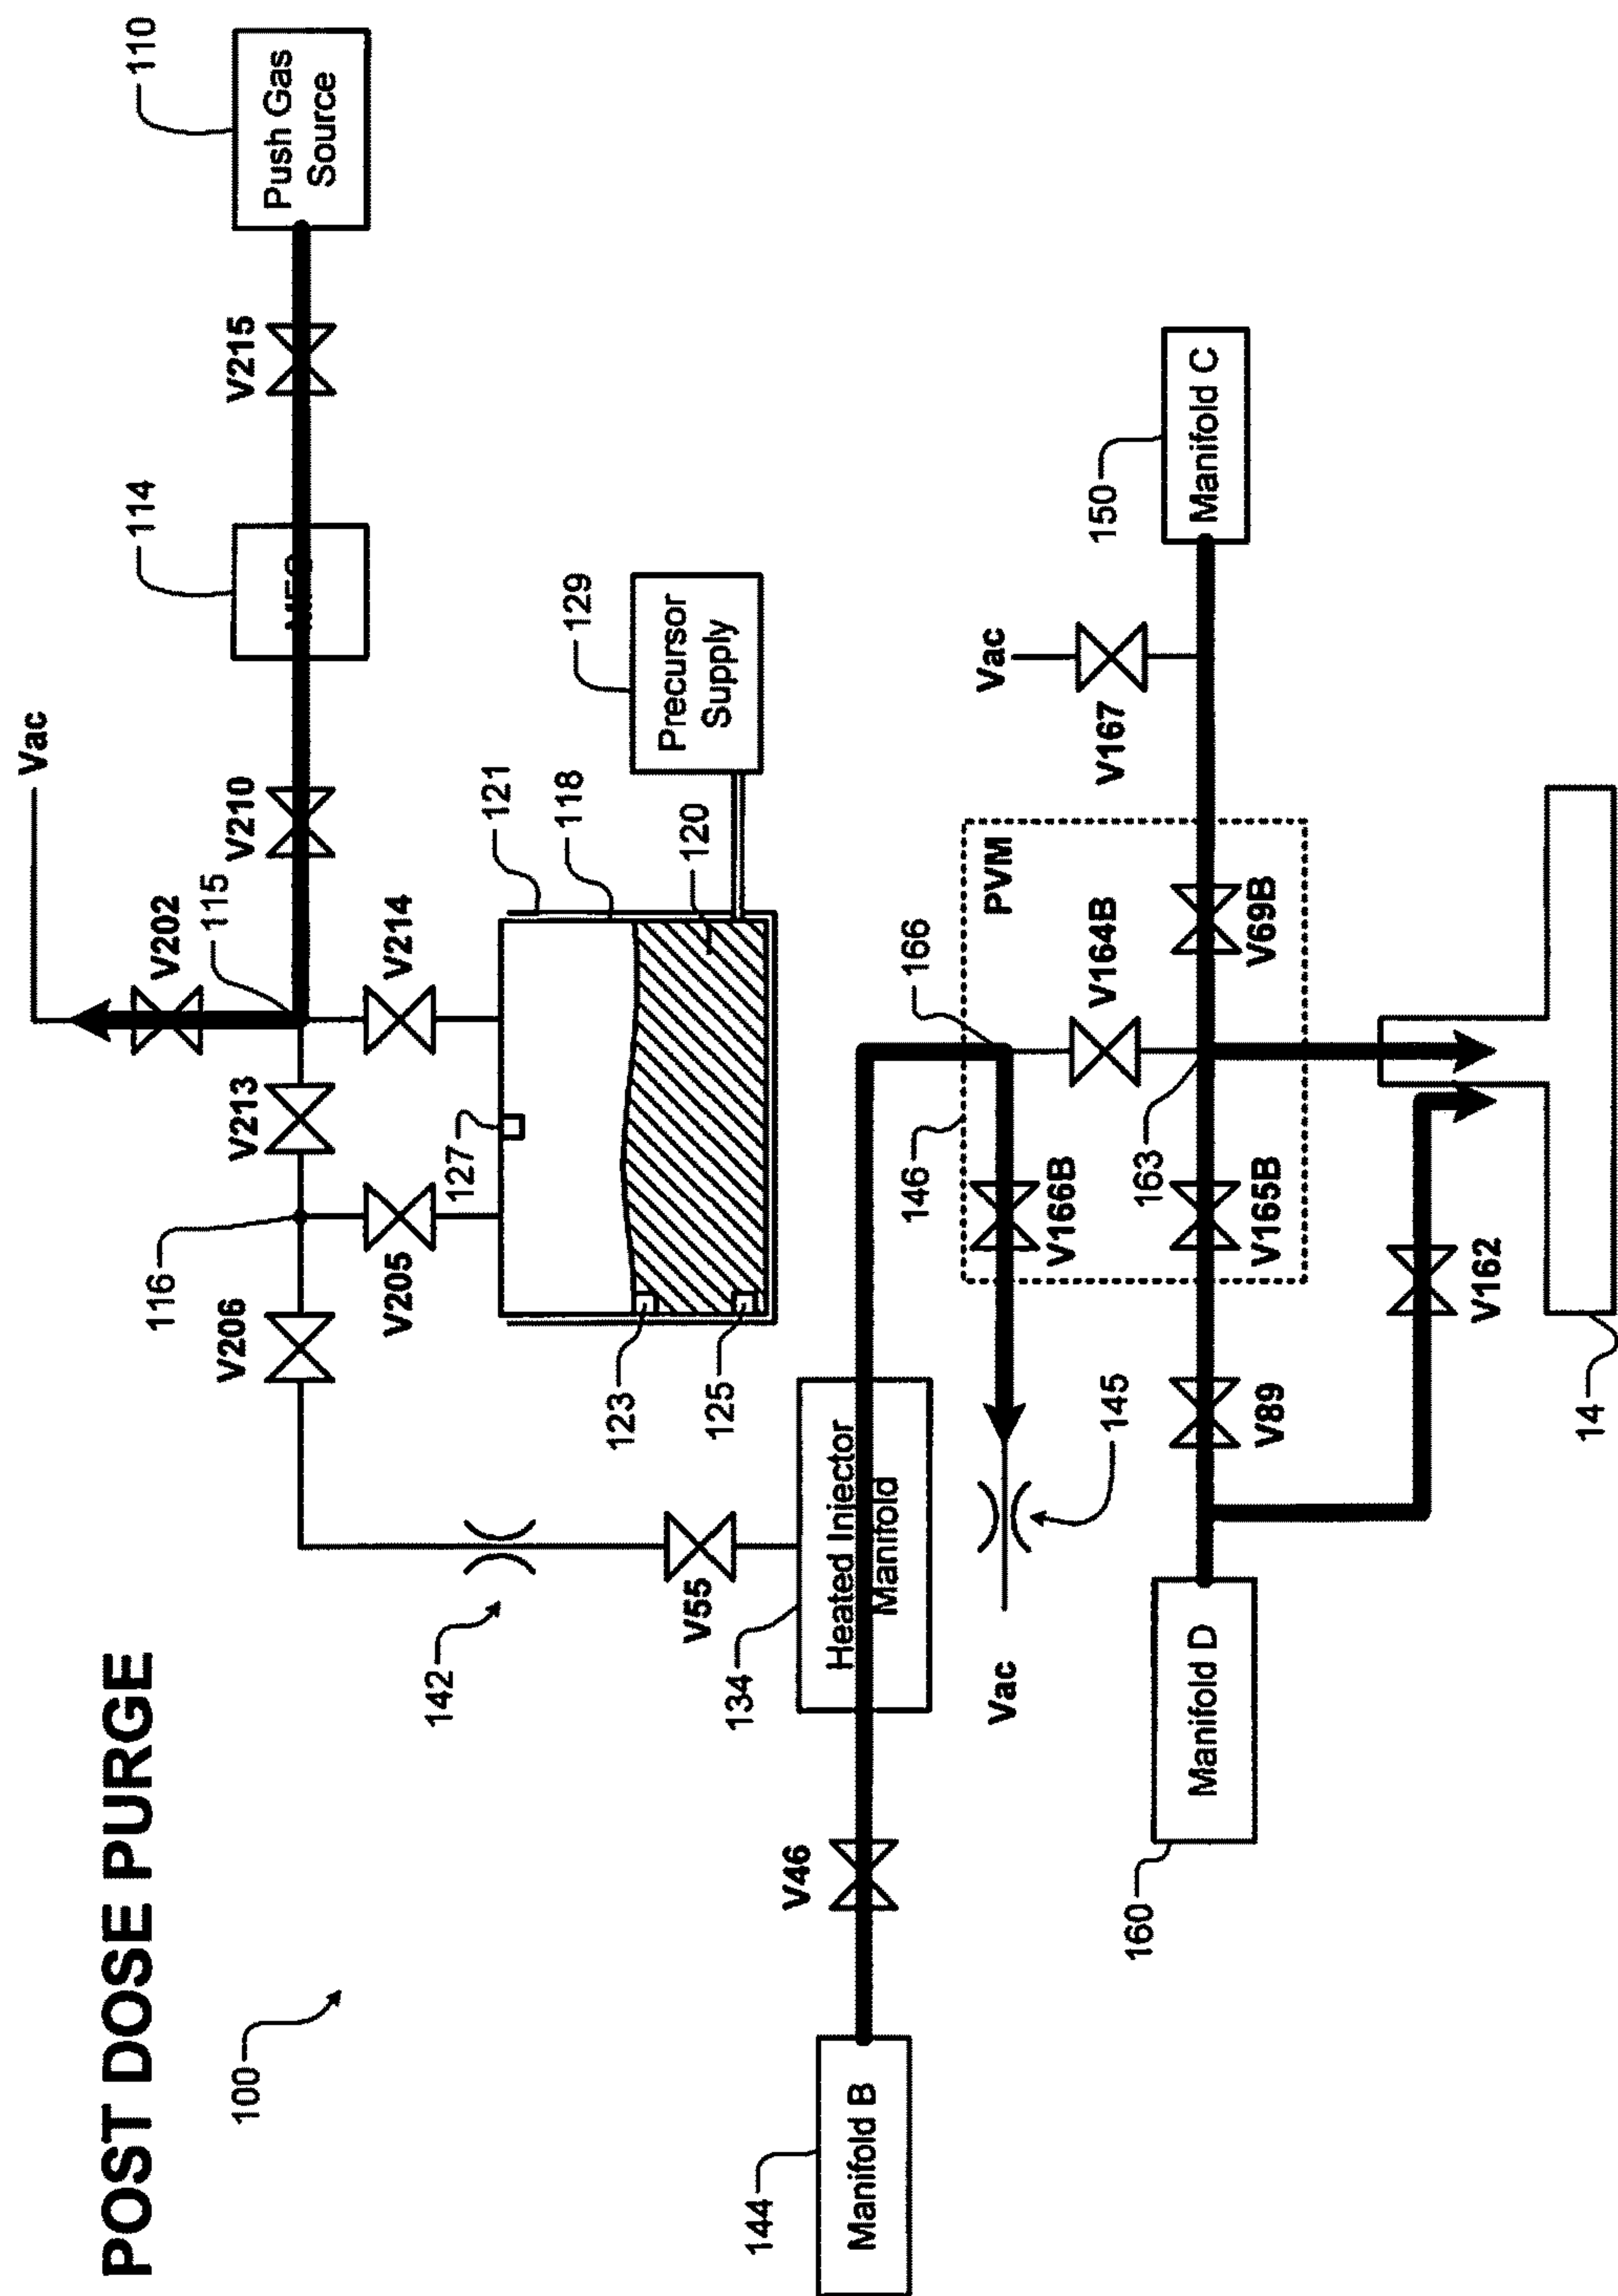 POST DOSE PURGE
100
Vac
110
114
V202
V210
V215
Push Gas
Source
116
115
V206
V213
V205
V214
121
118
120
127
129
Precursor
Supply
142
123
125
V55
134
Heated Injector
Manifold
144
Manifold B
V46
146
166
PVM
Vac
145
V166B
V164B
Vac
V167
150
163
160
Manifold D
V89
V165B
V69B
Manifold C
V162
14